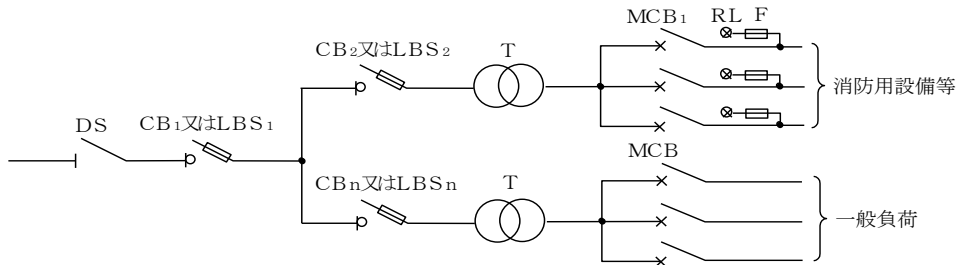 MCB₁ RL F
CB₂又はLBS₂ T
消防用設備等
DS CB₁又はLBS₁
MCB
CBn又はLBSn T
一般負荷